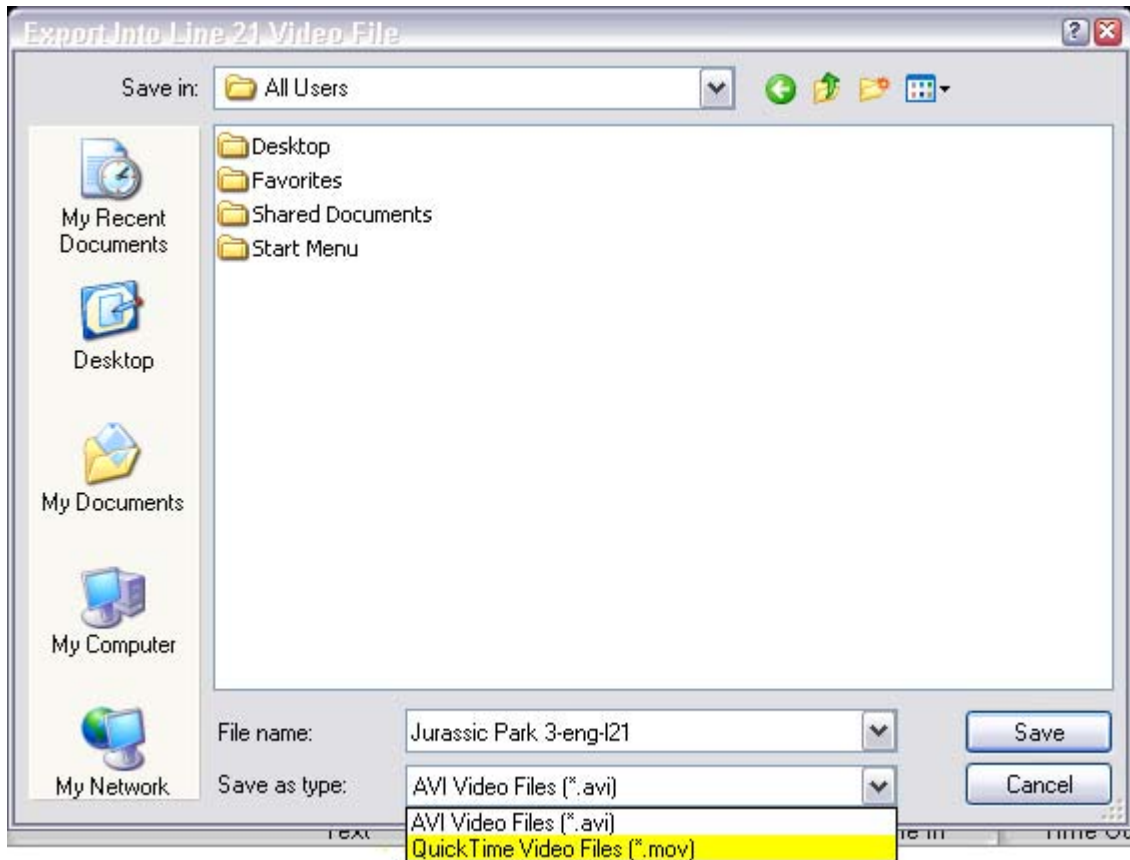 Export Into Line 21 Video File
Save in:
All Users
My Recent
Documents
Desktop
My Documents
My Computer
My Network
Desktop
Favorites
Shared Documents
Start Menu
File name:
Jurassic Park 3-eng-l21
Save
Save as type:
AVI Video Files (*.avi)
Cancel
AVI Video Files (*.avi)
QuickTime Video Files (*.mov)